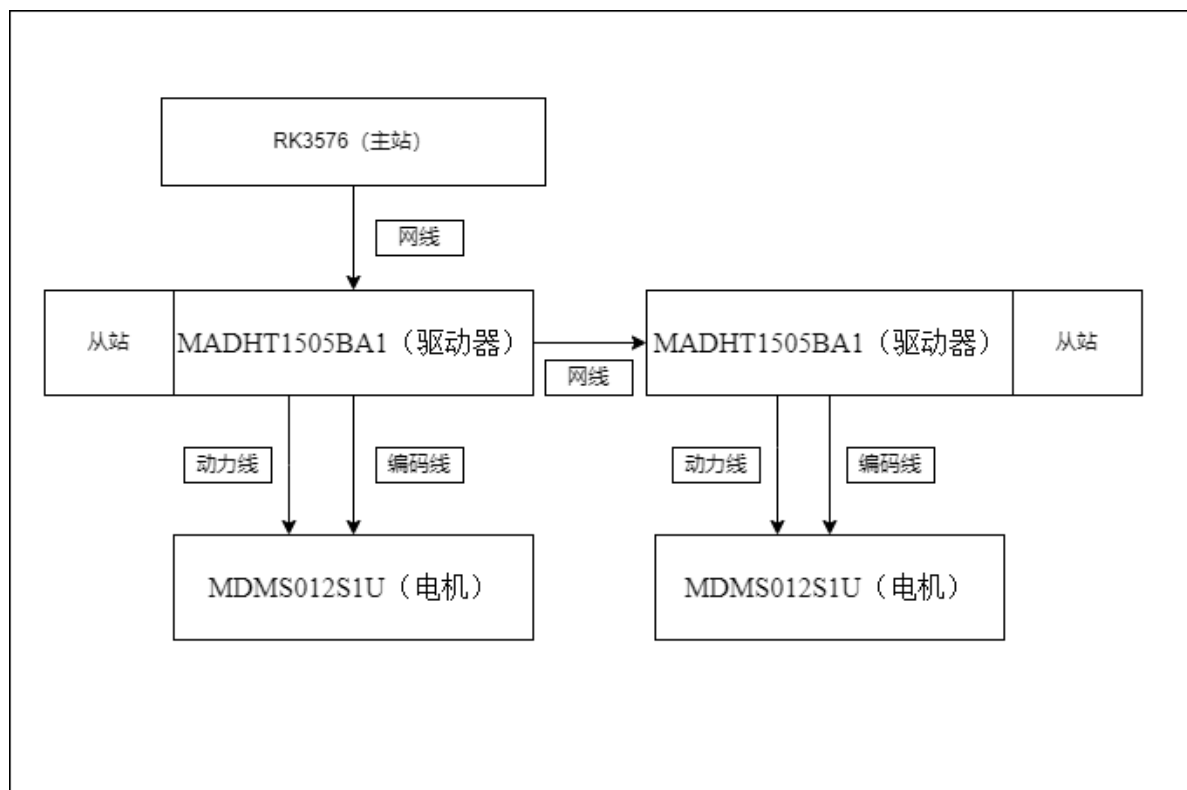 RK3576（主站）
网线
从站
MADHT1505BA1（驱动器）
网线
MADHT1505BA1（驱动器）
从站
动力线
编码线
动力线
编码线
MDMS012S1U（电机）
MDMS012S1U（电机）